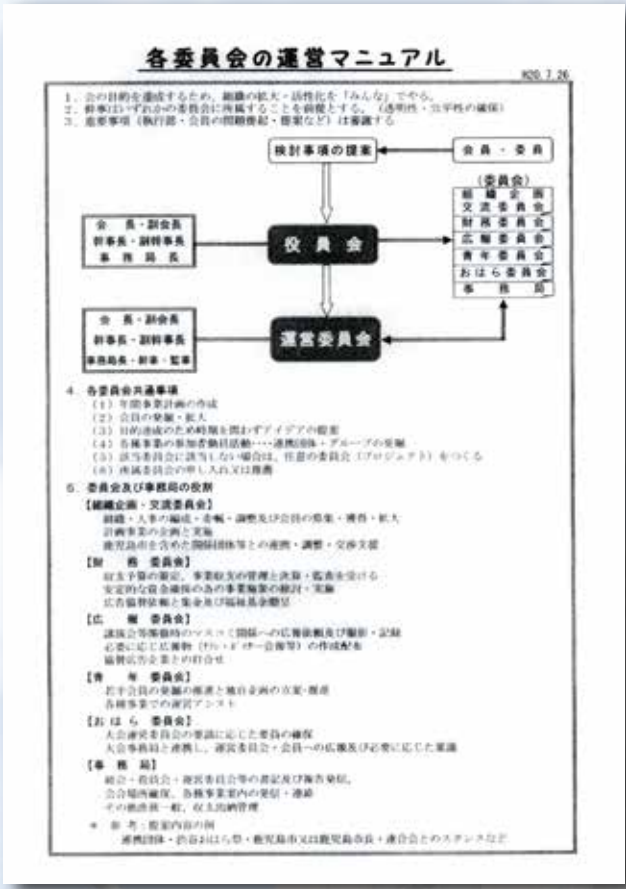 各委員会の運営マニュアル
H20.7.26
1. 会の目的を達成するため、組織の拡大・活性化を「みんな」でやる。
2. 幹事はいずれかの委員会に所属することを前提とする。(透明性・公平性の確保)
3. 重要事項(執行部・会員の問題提起・提案など)は審議する
検討事項の提案
会員・委員
(委員会)
組織企画
交流委員会
財務委員会
広報委員会
青年委員会
おはら委員会
事務局
会長・副会長
幹事長・副幹事長
事務局長
役員会
会長・副会長
幹事長・副幹事長
事務局長・幹事・監事
運営委員会
4. 各委員会共通事項
(1) 年間事業計画の作成
(2) 会員の発掘・拡大
(3) 目的達成のため時期を問わずアイデアの提案
(4) 各種事業の参加者動員活動‥‥連携団体・グループの発掘
(5) 該当委員会に該当しない場合は、任意の委員会(プロジェクト)をつくる
(6) 所属委員会の申し入れ又は推薦
5. 委員会及び事務局の役割
【組織企画・交流委員会】
組織・人事の編成・調整及び会員の募集・獲得・拡大
計画事業の企画と実施
鹿児島市を含めた関係団体等との連携・調整・交渉支援
【財務委員会】
収支予算の策定、事業収支の管理と決算・監査を受ける
安定的な資金確保の為の事業施策の検討・実施
広告協賛依頼と集金及び福祉基金贈呈
【広報委員会】
講演会等開催時のマスコミ関係への広報依頼及び撮影・記録
必要に応じ広報物(会報等)の作成配布
協賛広告企業との打合せ
【青年委員会】
若手会員の発掘の推進と独自企画の立案・推進
各種事業での運営アシスト
【おはら委員会】
大会運営委員会の要請に応じた要員の確保
大会事務局と連携し、運営委員会・会員への広報及び必要に応じた業議
【事務局】
総会・役員会・運営委員会等の書記及び報告発信。
会合場所確保、各種事業案内の発信・連絡
その他庶務一般、収支出納管理
* 参考:提案内容の例
連携団体・渋谷おはら祭・鹿児島市又は鹿児島市長・連合会とのスタンスなど